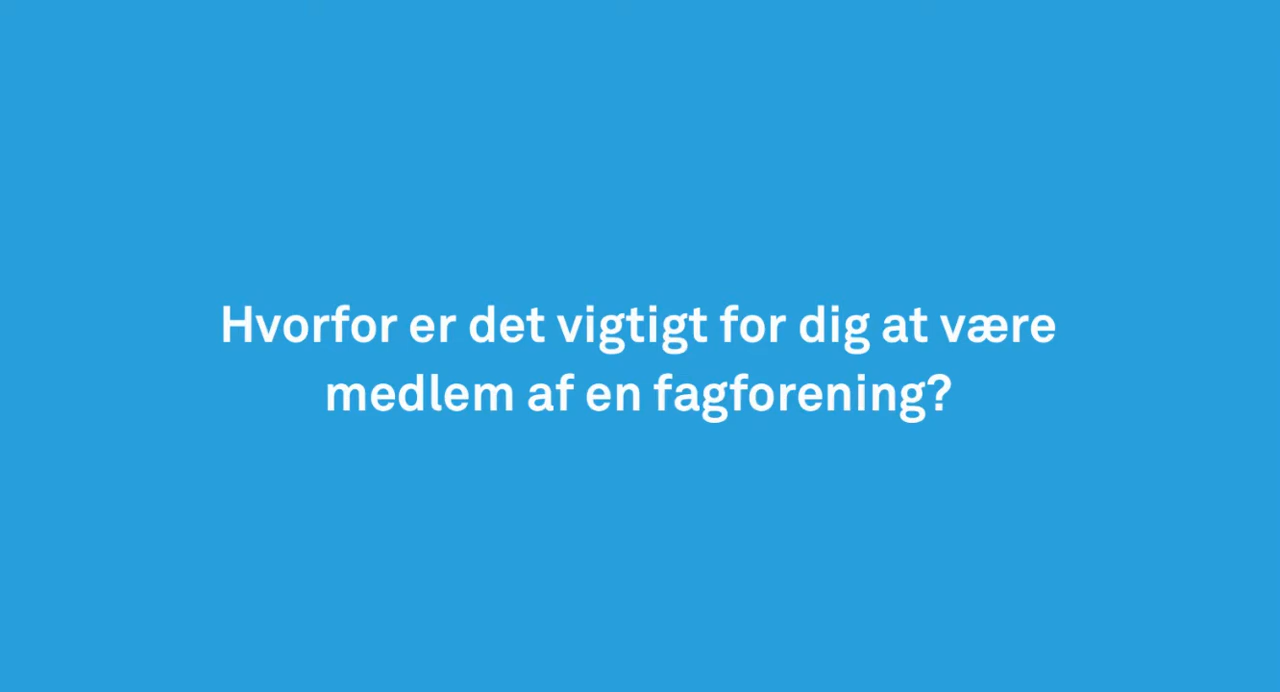 Hvorfor er det vigtigt for dig at være
medlem af en fagforening?